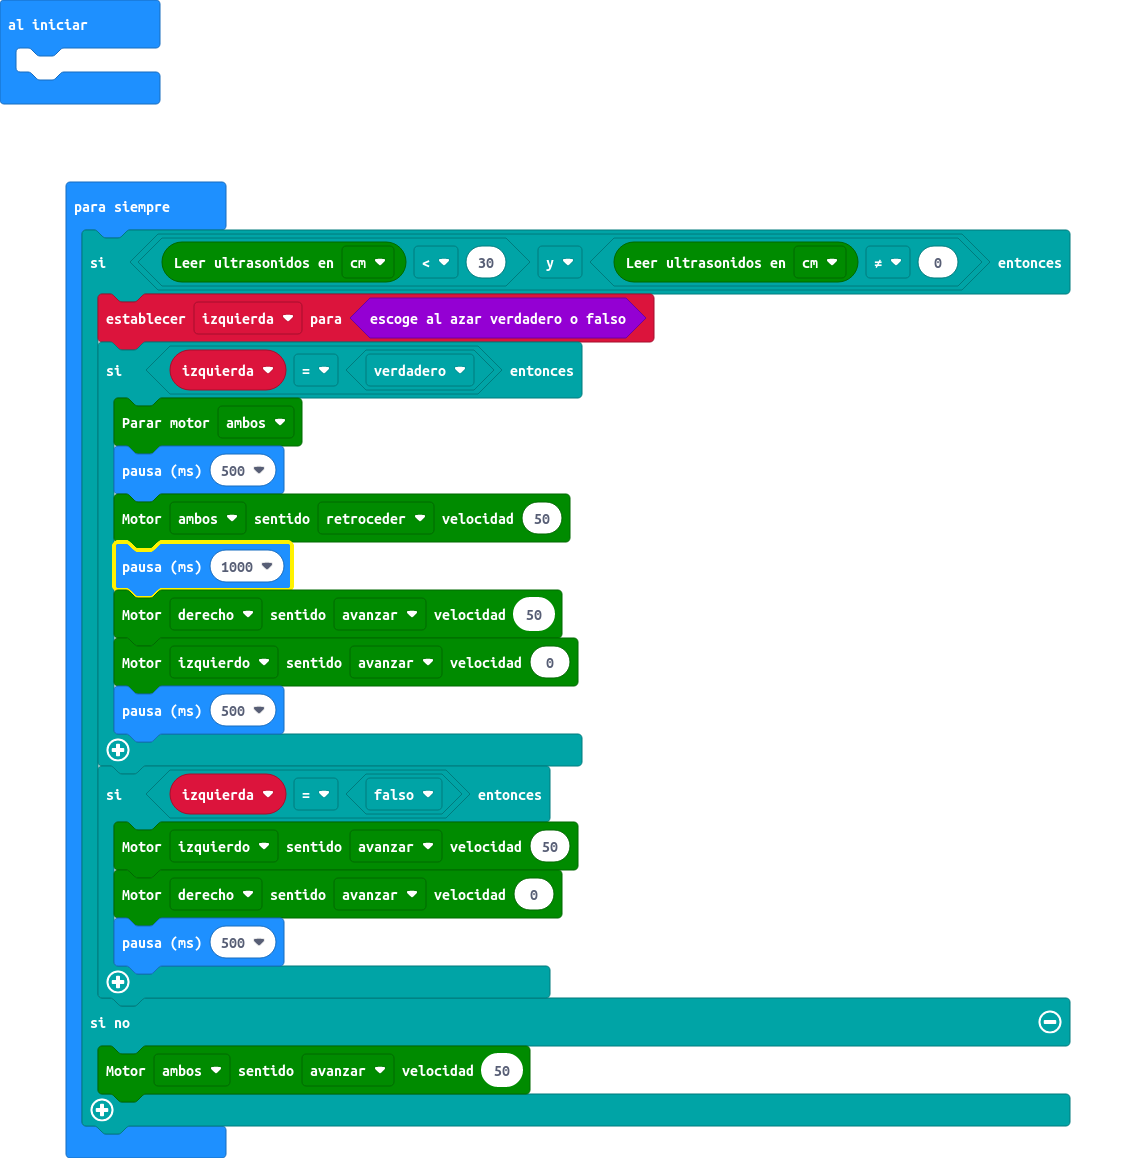 al iniciar
para siempre
si Leer ultrasonidos en cm < 30 y Leer ultrasonidos en cm ≠ 0 entonces
establecer izquierda para escoge al azar verdadero o falso
si izquierda = verdadero entonces
Parar motor ambos
pausa (ms) 500
Motor ambos sentido retroceder velocidad 50
pausa (ms) 1000
Motor derecho sentido avanzar velocidad 50
Motor izquierdo sentido avanzar velocidad 0
pausa (ms) 500
si izquierda = falso entonces
Motor izquierdo sentido avanzar velocidad 50
Motor derecho sentido avanzar velocidad 0
pausa (ms) 500
si no
Motor ambos sentido avanzar velocidad 50